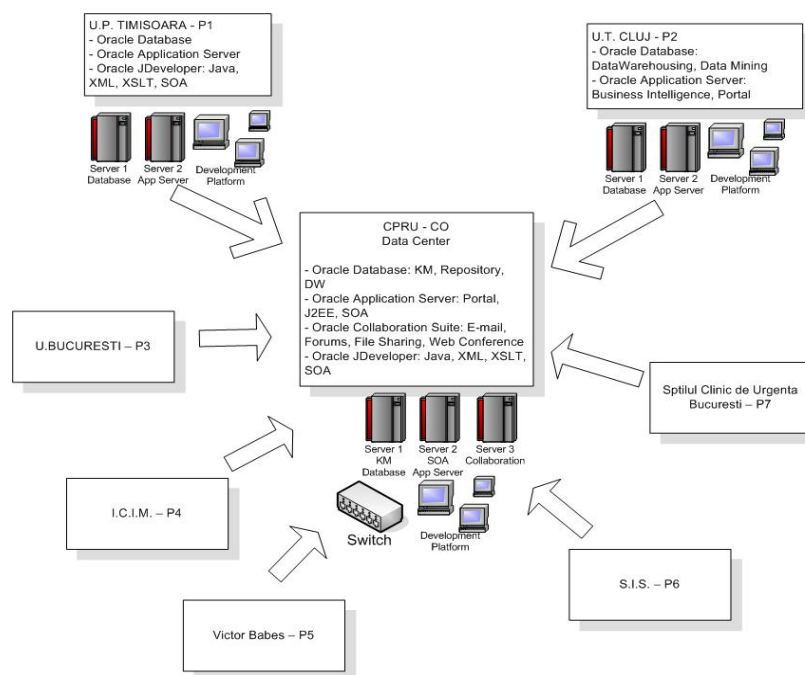 U.P. TIMISOARA - P1
- Oracle Database
- Oracle Application Server
- Oracle JDeveloper: Java,
XML, XSLT, SOA
Server 1
Database
Server 2
App Server
Development
Platform
U.T. CLUJ - P2
- Oracle Database:
DataWarehousing, Data Mining
- Oracle Application Server:
Business Intelligence, Portal
Server 1
Database
Server 2
App Server
Development
Platform
CPRU - CO
Data Center
- Oracle Database: KM, Repository,
DW
- Oracle Application Server: Portal,
J2EE, SOA
- Oracle Collaboration Suite: E-mail,
Forums, File Sharing, Web Conference
- Oracle JDeveloper: Java, XML, XSLT,
SOA
U.BUCURESTI – P3
Sptilul Clinic de Urgenta
Bucuresti – P7
Server 1
KM
Database
Server 2
SOA
App Server
Server 3
Collaboration
Switch
Development
Platform
I.C.I.M. – P4
S.I.S. – P6
Victor Babes – P5